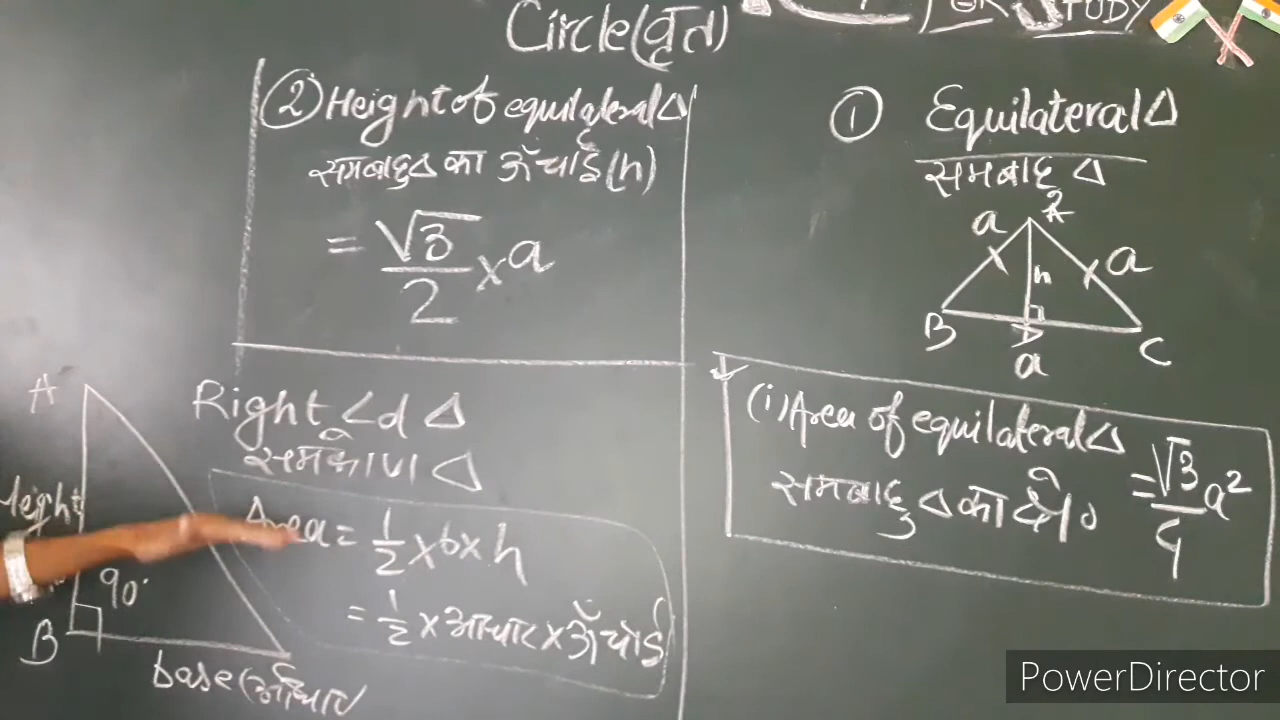 Circle(वृत)
STUDY
② Height of equilateral Δ
समबाहु Δ का ऊँचाई (h)
= √3/2 × a
① Equilateral Δ
समबाहु Δ
A
a
a
h
B
D
C
a
(i) Area of equilateral Δ
समबाहु Δ का क्षे० = √3/4 a²
Right <d Δ
समकोण Δ
A
Height
90°
B
base (आधार
Area = 1/2 × b × h
= 1/2 × आधार × ऊँचाई
PowerDirector